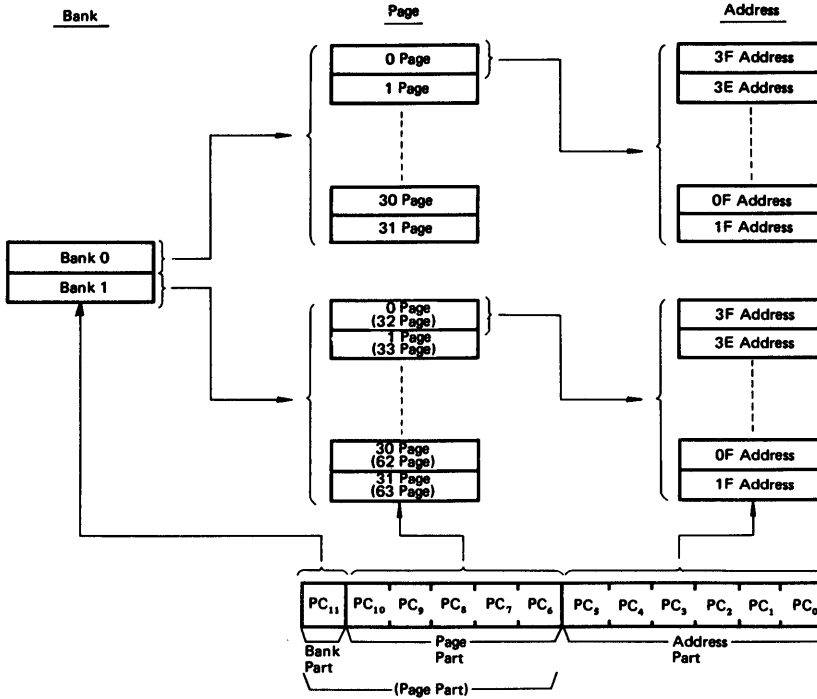 Bank
Page
Address
0 Page
1 Page
30 Page
31 Page
3F Address
3E Address
0F Address
1F Address
Bank 0
Bank 1
0 Page
(32 Page)
1 Page
(33 Page)
30 Page
(62 Page)
31 Page
(63 Page)
3F Address
3E Address
0F Address
1F Address
PC11 PC10 PC9 PC8 PC7 PC6 PC5 PC4 PC3 PC2 PC1 PC0
Bank
Part
Page
Part
Address
Part
(Page Part)